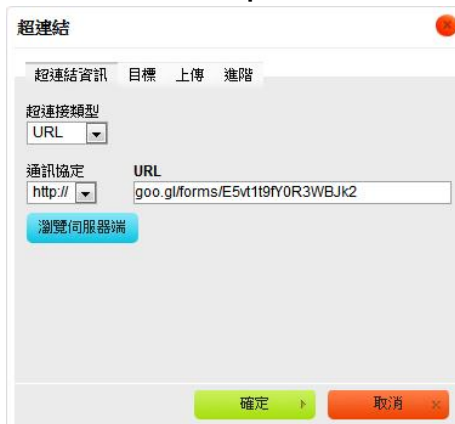 超連結
超連結資訊 目標 上傳 進階
超連接類型
URL
通訊協定 URL
http:// goo.gl/forms/E5vt1t9fY0R3WBJk2
瀏覽伺服器端
確定 取消